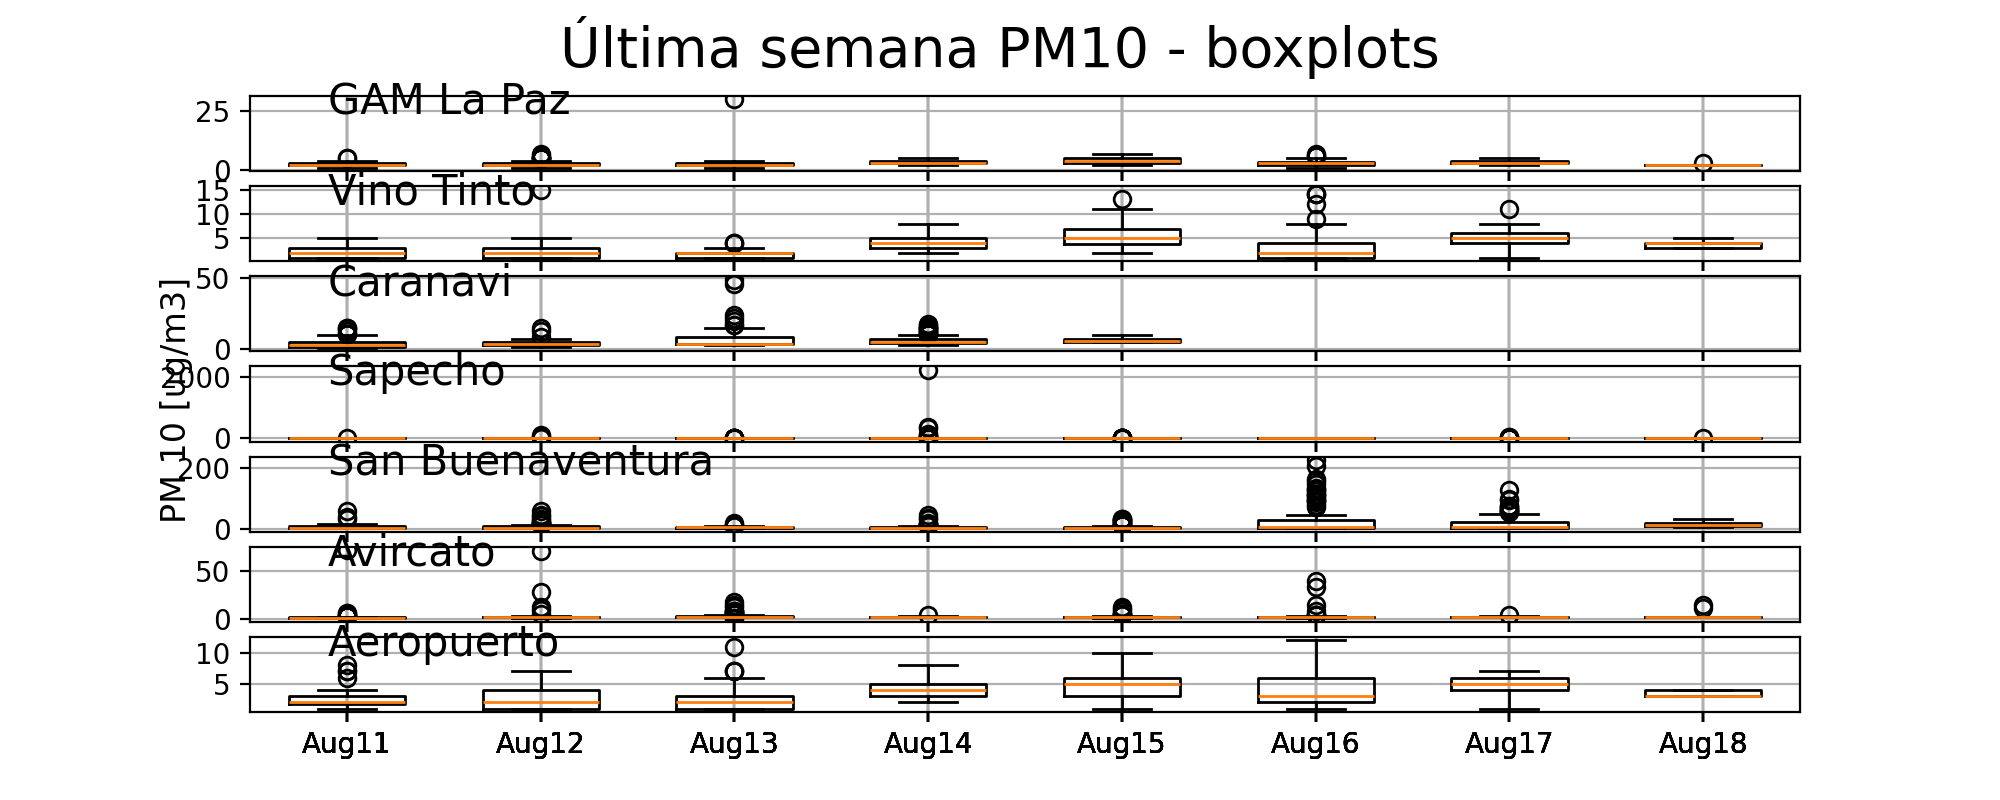 Última semana PM10 - boxplots
GAM La Paz
25
0
Vino Tinto
15
10
5
Caranavi
50
0
PM 10 [ug/m3]
Sapecho
2000
0
San Buenaventura
200
0
Avircato
50
0
Aeropuerto
10
5
Aug11 Aug12 Aug13 Aug14 Aug15 Aug16 Aug17 Aug18